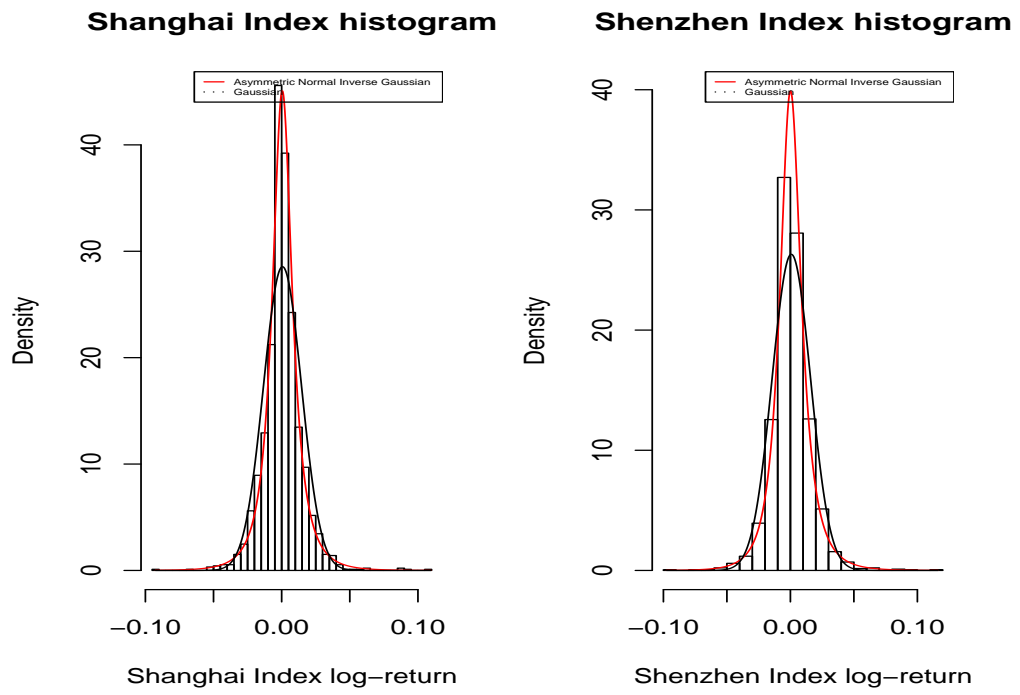 Shanghai Index histogram
Asymmetric Normal Inverse Gaussian
Gaussian
Density
0
10
20
30
40
−0.10
0.00
0.10
Shanghai Index log−return
Shenzhen Index histogram
Asymmetric Normal Inverse Gaussian
Gaussian
Density
0
10
20
30
40
−0.10
0.00
0.10
Shenzhen Index log−return